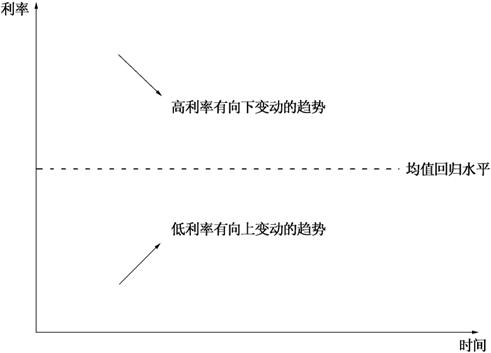 利率
高利率有向下变动的趋势
均值回归水平
低利率有向上变动的趋势
时间